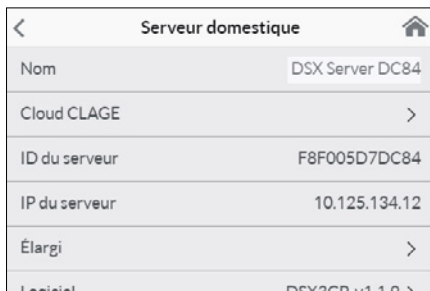 Serveur domestique
Nom DSX Server DC84
Cloud CLAGE
ID du serveur F8F005D7DC84
IP du serveur 10.125.134.12
Élargi
Logiciel